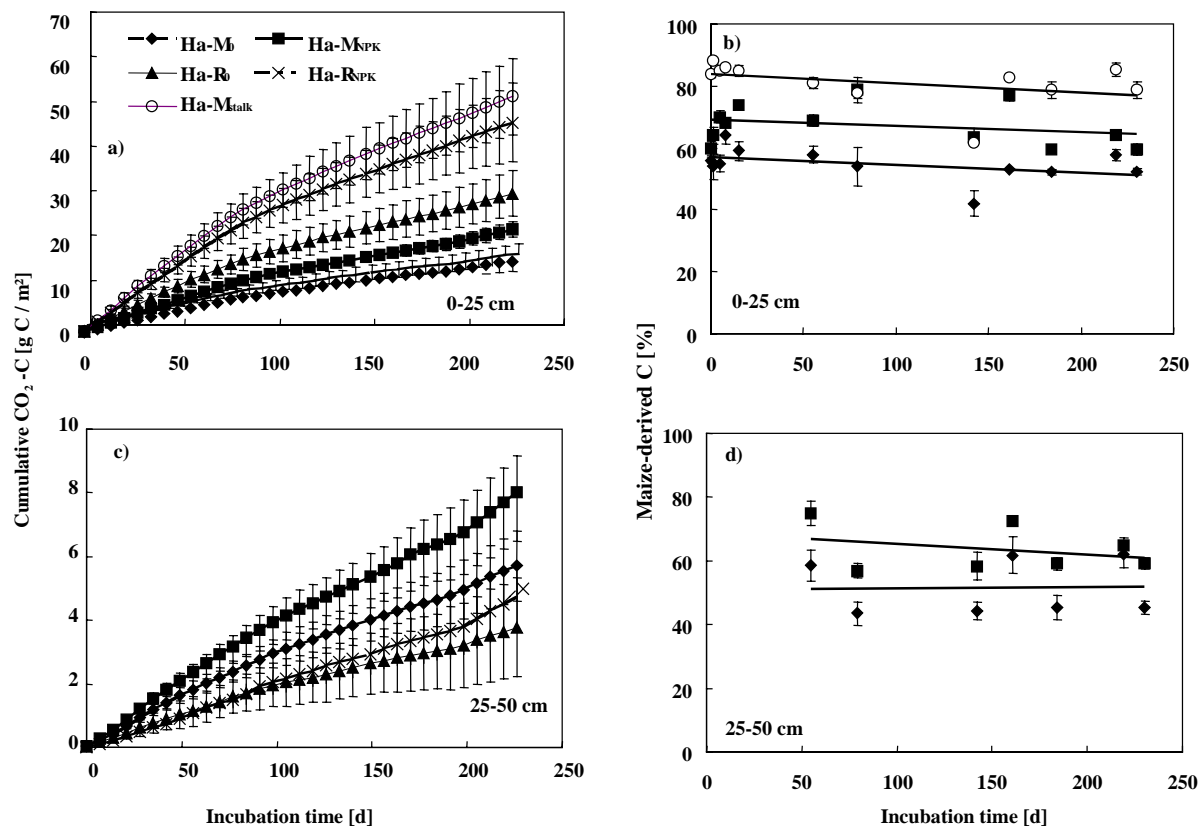 70
60
50
40
30
20
10
0
Ha-M0
Ha-MNPK
Ha-R0
Ha-RNPK
Ha-Mstalk
a)
0-25 cm
0 50 100 150 200 250
100
80
60
40
20
0
b)
0-25 cm
0 50 100 150 200 250
Cumulative CO2 -C [g C / m²]
Maize-derived C [%]
10
8
6
4
2
0
c)
25-50 cm
0 50 100 150 200 250
Incubation time [d]
100
80
60
40
20
0
d)
25-50 cm
0 50 100 150 200 250
Incubation time [d]